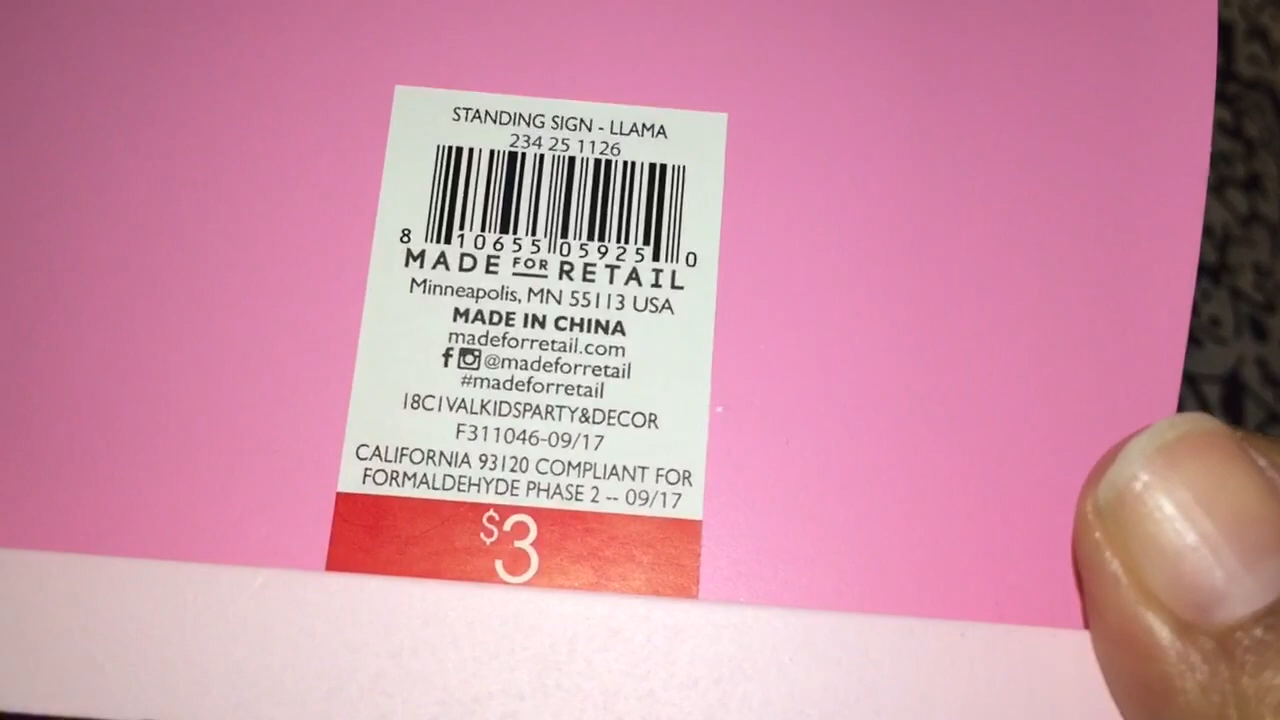 STANDING SIGN - LLAMA
234 25 1126
8 10655 05925 0
MADE FOR RETAIL
Minneapolis, MN 55113 USA
MADE IN CHINA
madeforretail.com
@madeforretail
#madeforretail
18C1VALKIDSPARTY&DECOR
F311046-09/17
CALIFORNIA 93120 COMPLIANT FOR
FORMALDEHYDE PHASE 2 -- 09/17
$3